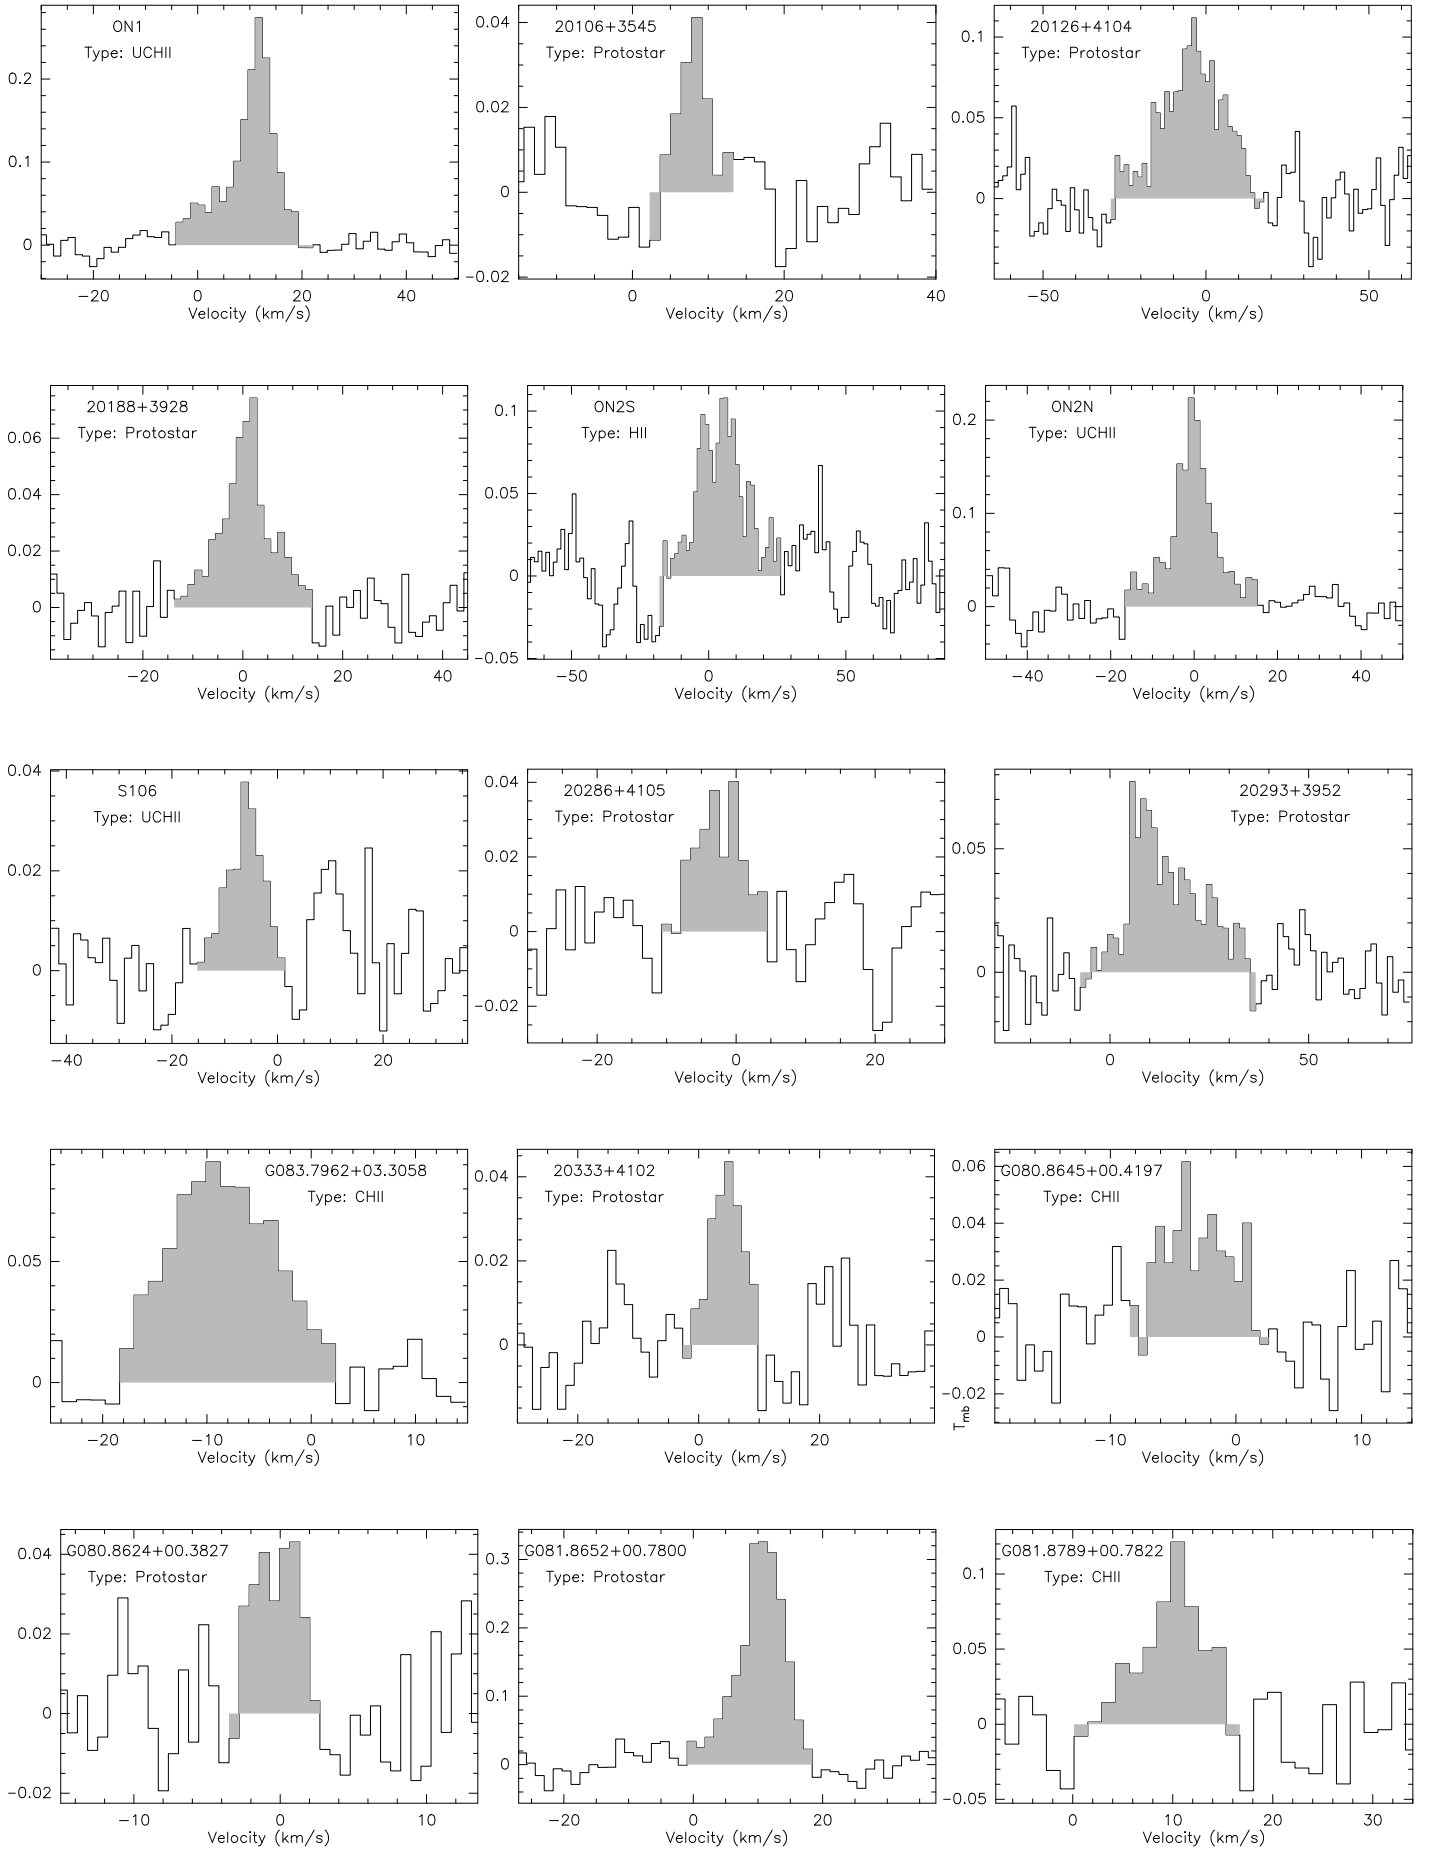 ON1
Type: UCHII
0.2
0.1
0
−20 0 20 40
Velocity (km/s)
20106+3545
Type: Protostar
0.04
0.02
0
−0.02
0 20 40
Velocity (km/s)
20126+4104
Type: Protostar
0.1
0.05
0
−50 0 50
Velocity (km/s)
20188+3928
Type: Protostar
0.06
0.04
0.02
0
−20 0 20 40
Velocity (km/s)
ON2S
Type: HII
0.1
0.05
0
−0.05
−50 0 50
Velocity (km/s)
ON2N
Type: UCHII
0.2
0.1
0
−40 −20 0 20 40
Velocity (km/s)
S106
Type: UCHII
0.04
0.02
0
−40 −20 0 20
Velocity (km/s)
20286+4105
Type: Protostar
0.04
0.02
0
−0.02
−20 0 20
Velocity (km/s)
20293+3952
Type: Protostar
0.05
0
0 50
Velocity (km/s)
G083.7962+03.3058
Type: CHII
0.05
0
−20 −10 0 10
Velocity (km/s)
20333+4102
Type: Protostar
0.04
0.02
0
−20 0 20
Velocity (km/s)
G080.8645+00.4197
Type: CHII
0.06
0.04
0.02
0
−0.02
Tmb
−10 0 10
Velocity (km/s)
G080.8624+00.3827
Type: Protostar
0.04
0.02
0
−0.02
−10 0 10
Velocity (km/s)
G081.8652+00.7800
Type: Protostar
0.3
0.2
0.1
0
−20 0 20
Velocity (km/s)
G081.8789+00.7822
Type: CHII
0.1
0.05
0
−0.05
0 10 20 30
Velocity (km/s)